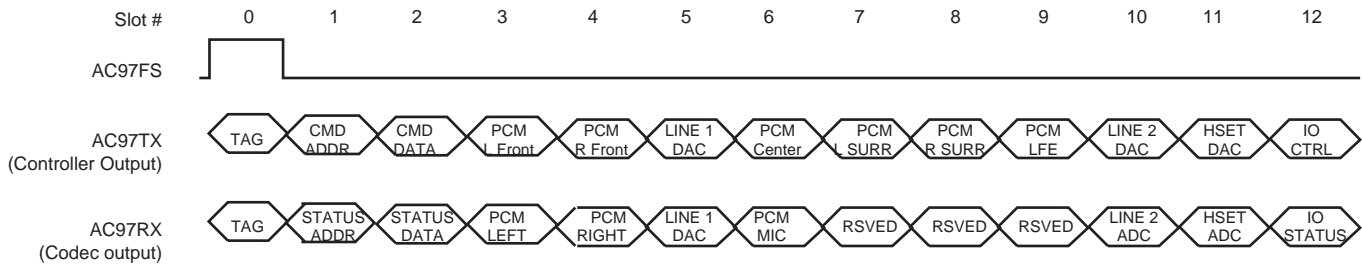 Slot # 0 1 2 3 4 5 6 7 8 9 10 11 12
AC97FS
AC97TX
(Controller Output)
TAG CMD ADDR CMD DATA PCM L Front PCM R Front LINE 1 DAC PCM Center PCM L SURR PCM R SURR PCM LFE LINE 2 DAC HSET DAC IO CTRL
AC97RX
(Codec output)
TAG STATUS ADDR STATUS DATA PCM LEFT PCM RIGHT LINE 1 DAC PCM MIC RSVED RSVED RSVED LINE 2 ADC HSET ADC IO STATUS